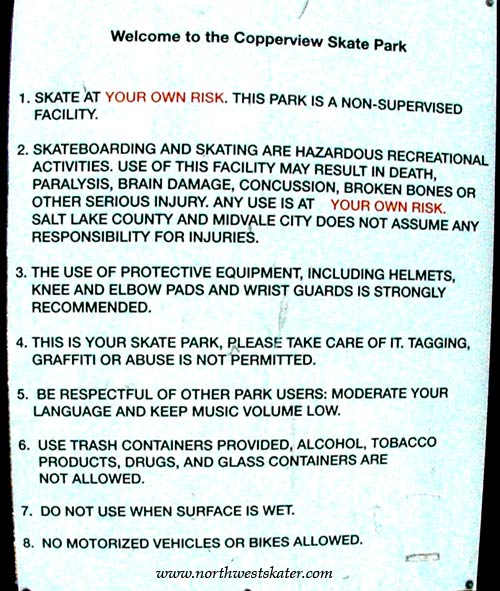 Welcome to the Copperview Skate Park
1. SKATE AT YOUR OWN RISK. THIS PARK IS A NON-SUPERVISED
FACILITY.
2. SKATEBOARDING AND SKATING ARE HAZARDOUS RECREATIONAL
ACTIVITIES. USE OF THIS FACILITY MAY RESULT IN DEATH,
PARALYSIS, BRAIN DAMAGE, CONCUSSION, BROKEN BONES OR
OTHER SERIOUS INJURY. ANY USE IS AT YOUR OWN RISK.
SALT LAKE COUNTY AND MIDVALE CITY DOES NOT ASSUME ANY
RESPONSIBILITY FOR INJURIES.
3. THE USE OF PROTECTIVE EQUIPMENT, INCLUDING HELMETS,
KNEE AND ELBOW PADS AND WRIST GUARDS IS STRONGLY
RECOMMENDED.
4. THIS IS YOUR SKATE PARK, PLEASE TAKE CARE OF IT. TAGGING,
GRAFFITI OR ABUSE IS NOT PERMITTED.
5. BE RESPECTFUL OF OTHER PARK USERS: MODERATE YOUR
LANGUAGE AND KEEP MUSIC VOLUME LOW.
6. USE TRASH CONTAINERS PROVIDED, ALCOHOL, TOBACCO
PRODUCTS, DRUGS, AND GLASS CONTAINERS ARE
NOT ALLOWED.
7. DO NOT USE WHEN SURFACE IS WET.
8. NO MOTORIZED VEHICLES OR BIKES ALLOWED.
www.northwestskater.com